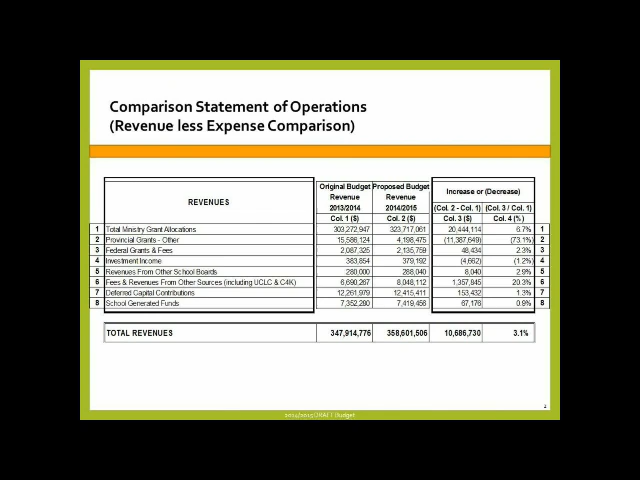 Comparison Statement of Operations
(Revenue less Expense Comparison)
REVENUES Original Budget Revenue 2013/2014 Proposed Budget Revenue 2014/2015 Increase or (Decrease)
(Col. 2 - Col. 1) (Col. 3 / Col. 1)
Col. 1 ($) Col. 2 ($) Col. 3 ($) Col. 4 (%)
1 Total Ministry Grant Allocations 303,272,947 323,717,061 20,444,114 6.7% 1
2 Provincial Grants - Other 15,586,124 4,198,475 (11,387,649) (73.1%) 2
3 Federal Grants & Fees 2,087,325 2,135,759 48,434 2.3% 3
4 Investment Income 383,854 379,192 (4,662) (1.2%) 4
5 Revenues From Other School Boards 280,000 288,040 8,040 2.9% 5
6 Fees & Revenues From Other Sources (including UCLC & C4K) 6,690,267 8,048,112 1,357,845 20.3% 6
7 Deferred Capital Contributions 12,261,979 12,415,411 153,432 1.3% 7
8 School Generated Funds 7,352,280 7,419,456 67,176 0.9% 8
TOTAL REVENUES 347,914,776 358,601,506 10,686,730 3.1%
2
2014/2015 DRAFT Budget